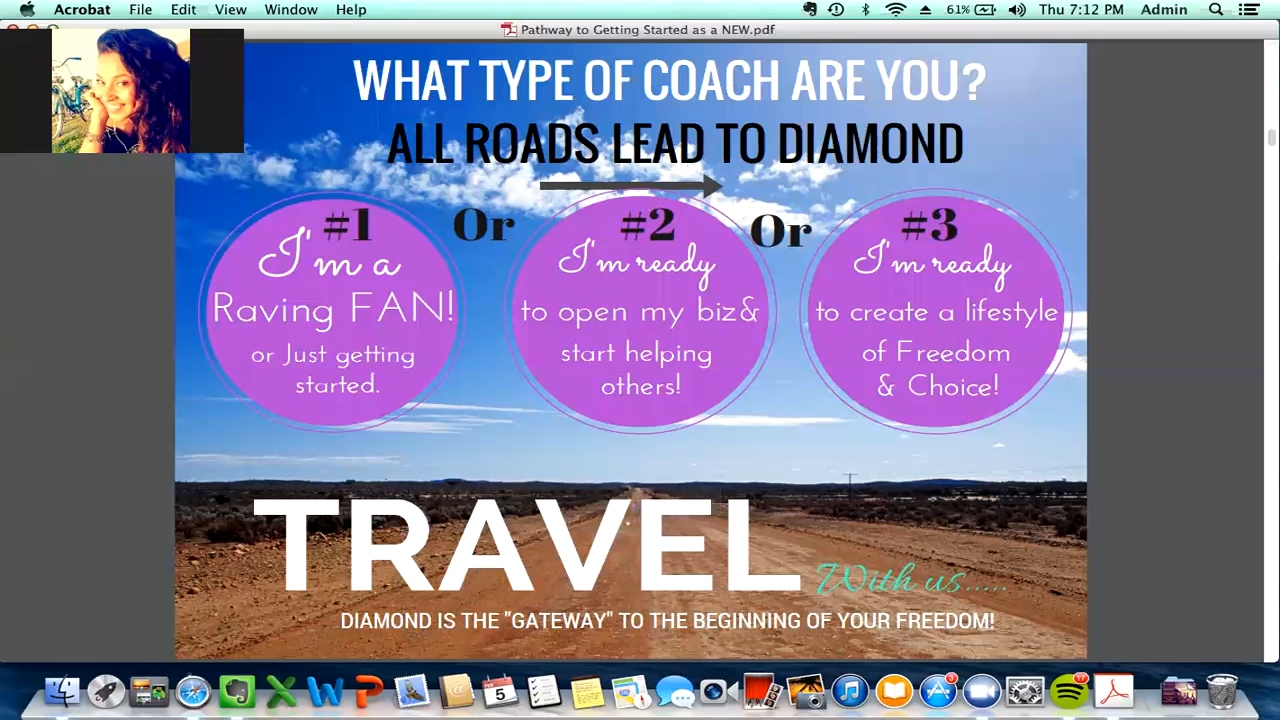 Acrobat File Edit View Window Help
61% Thu 7:12 PM Admin
Pathway to Getting Started as a NEW.pdf
WHAT TYPE OF COACH ARE YOU?
ALL ROADS LEAD TO DIAMOND
#1
I'm a
Raving FAN!
or Just getting
started.
Or
#2
I'm ready
to open my biz&
start helping
others!
Or
#3
I'm ready
to create a lifestyle
of Freedom
& Choice!
TRAVEL
With us.....
DIAMOND IS THE "GATEWAY" TO THE BEGINNING OF YOUR FREEDOM!
5
3
17